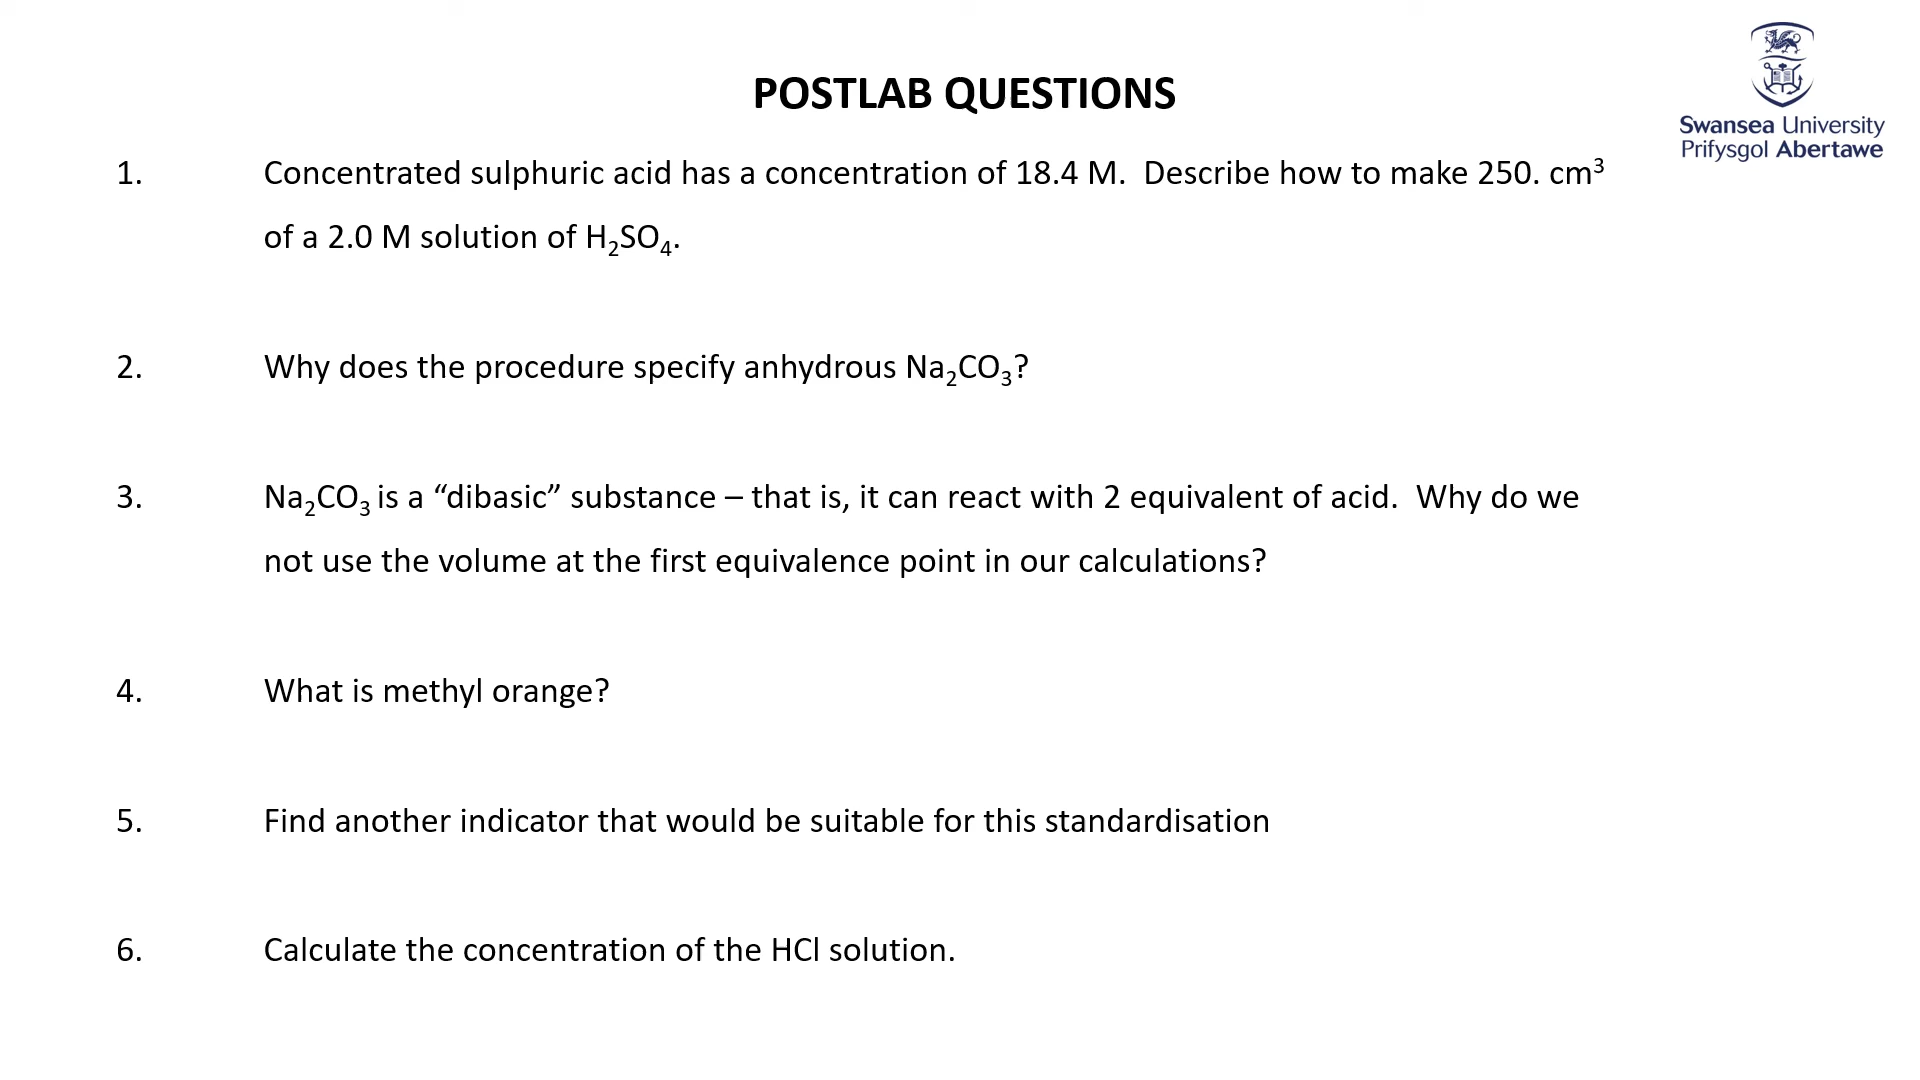 POSTLAB QUESTIONS
Swansea University
Prifysgol Abertawe
1. Concentrated sulphuric acid has a concentration of 18.4 M. Describe how to make 250. cm³
of a 2.0 M solution of H₂SO₄.
2. Why does the procedure specify anhydrous Na₂CO₃?
3. Na₂CO₃ is a “dibasic” substance – that is, it can react with 2 equivalent of acid. Why do we
not use the volume at the first equivalence point in our calculations?
4. What is methyl orange?
5. Find another indicator that would be suitable for this standardisation
6. Calculate the concentration of the HCl solution.